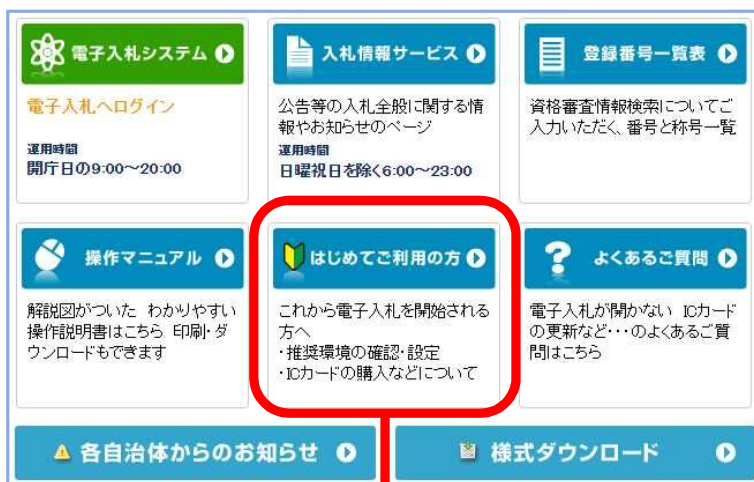 電子入札システム
電子入札へログイン
運用時間
開庁日の9:00～20:00
入札情報サービス
公告等の入札全般に関する情
報やお知らせのページ
運用時間
日曜祝日を除く6:00～23:00
登録番号一覧表
資格審査情報検索についてご
入力いただく、番号と称号一覧
操作マニュアル
解説図がついた わかりやすい
操作説明書はこちら 印刷・ダ
ウンロードもできます
はじめてご利用の方
これから電子入札を開始される
方へ
・推奨環境の確認・設定
・ICカードの購入などについて
よくあるご質問
電子入札が開かない ICカード
の更新など・・・のよくあるご質
問はこちら
各自治体からのお知らせ
様式ダウンロード